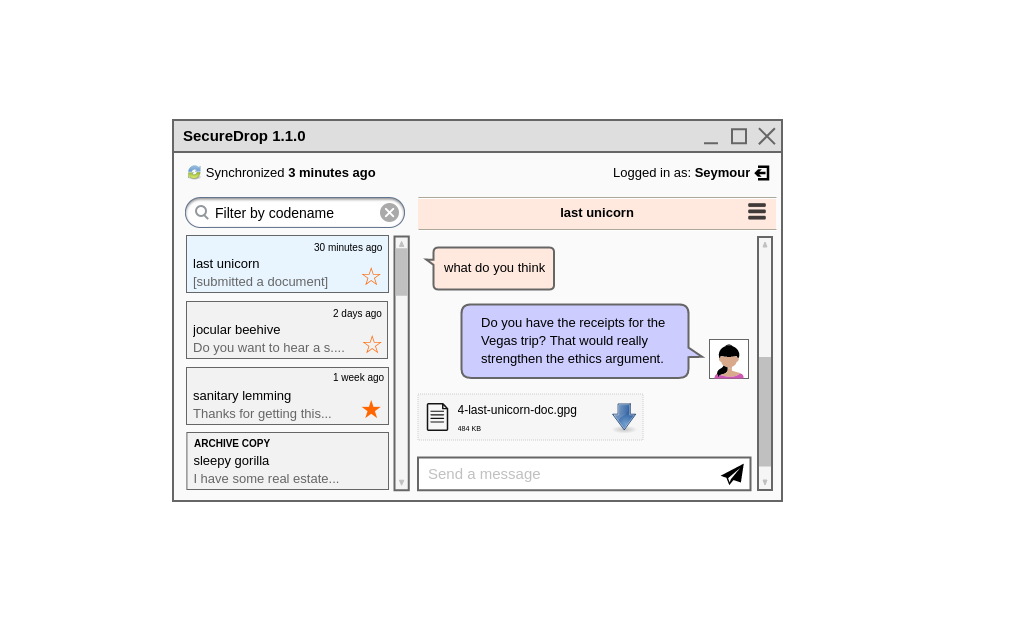 SecureDrop 1.1.0
Synchronized 3 minutes ago
Logged in as: Seymour
Filter by codename
last unicorn
30 minutes ago
last unicorn
[submitted a document]
2 days ago
jocular beehive
Do you want to hear a s....
1 week ago
sanitary lemming
Thanks for getting this...
ARCHIVE COPY
sleepy gorilla
I have some real estate...
what do you think
Do you have the receipts for the
Vegas trip? That would really
strengthen the ethics argument.
4-last-unicorn-doc.gpg
484 KB
Send a message